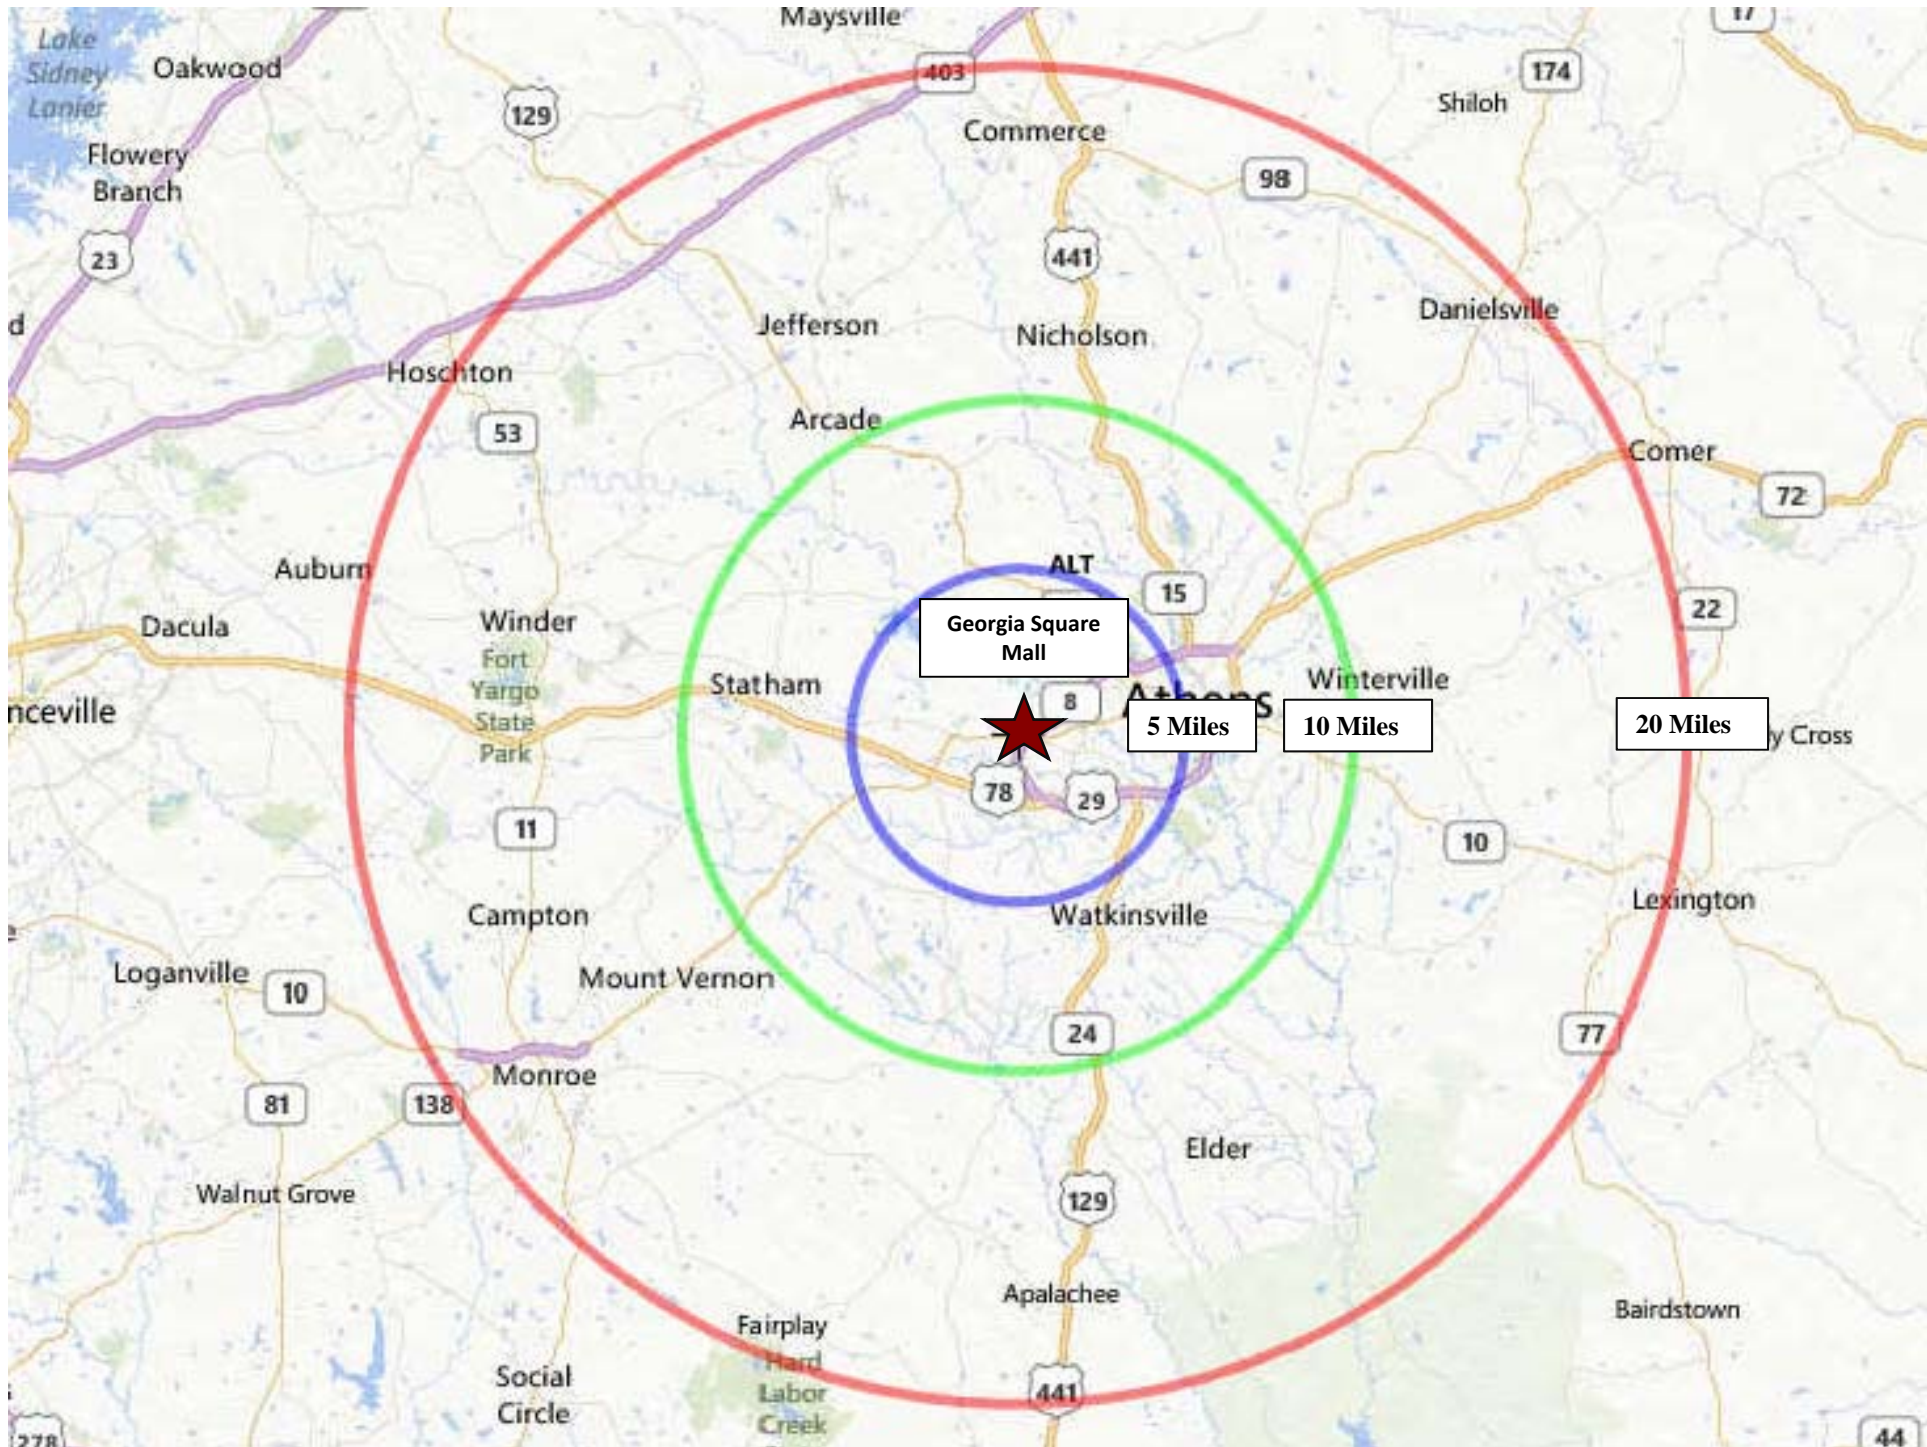 Maysville
17
Lake
Sidney
Lanier
Oakwood
403
174
129
Shiloh
Commerce
Flowery
Branch
98
23
441
Danielsville
d
Jefferson
Nicholson
Hoschton
Arcade
53
Comer
72
Auburn
ALT
15
22
Dacula
Winder
Georgia Square
Mall
Fort
Yargo
State
Park
Statham
Winterville
8
Athens
nceville
5 Miles
10 Miles
20 Miles
y Cross
78
29
11
10
Campton
Watkinsville
Lexington
e
Loganville
10
Mount Vernon
24
77
Monroe
81
138
Elder
Walnut Grove
129
Apalachee
Fairplay
Bairdstown
Hard
Labor
Creek
Social
Circle
441
278
44